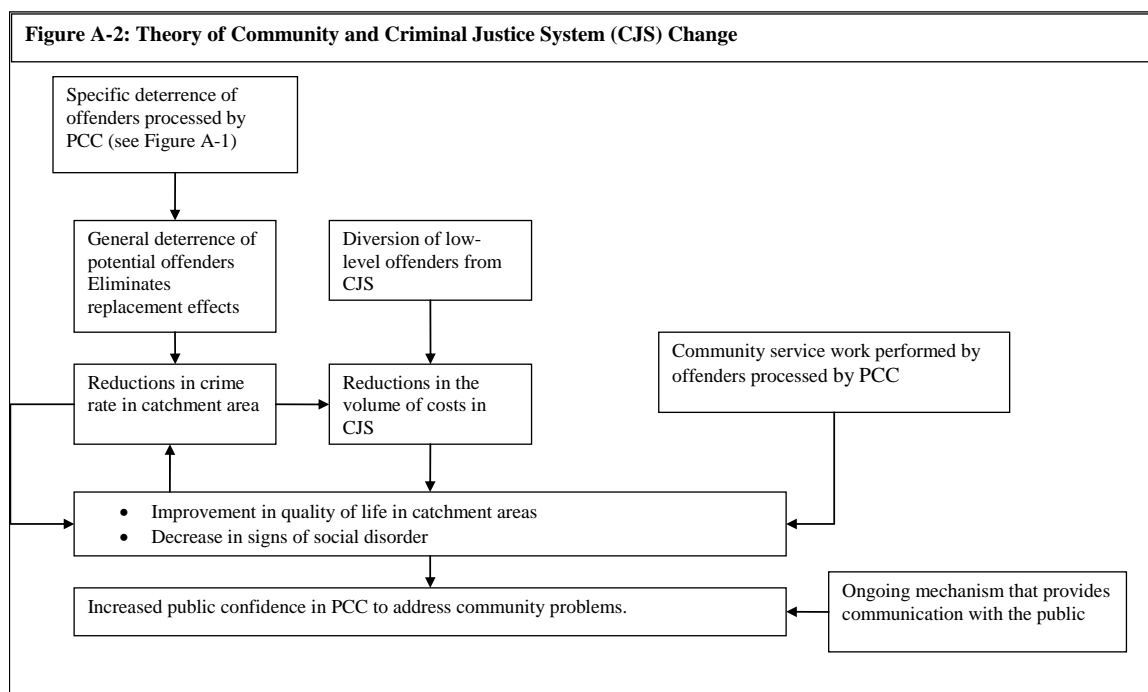 Figure A-2: Theory of Community and Criminal Justice System (CJS) Change
Specific deterrence of
offenders processed by
PCC (see Figure A-1)
General deterrence of
potential offenders
Eliminates
replacement effects
Diversion of low-
level offenders from
CJS
Community service work performed by
offenders processed by PCC
Reductions in crime
rate in catchment area
Reductions in the
volume of costs in
CJS
• Improvement in quality of life in catchment areas
• Decrease in signs of social disorder
Increased public confidence in PCC to address community problems.
Ongoing mechanism that provides
communication with the public